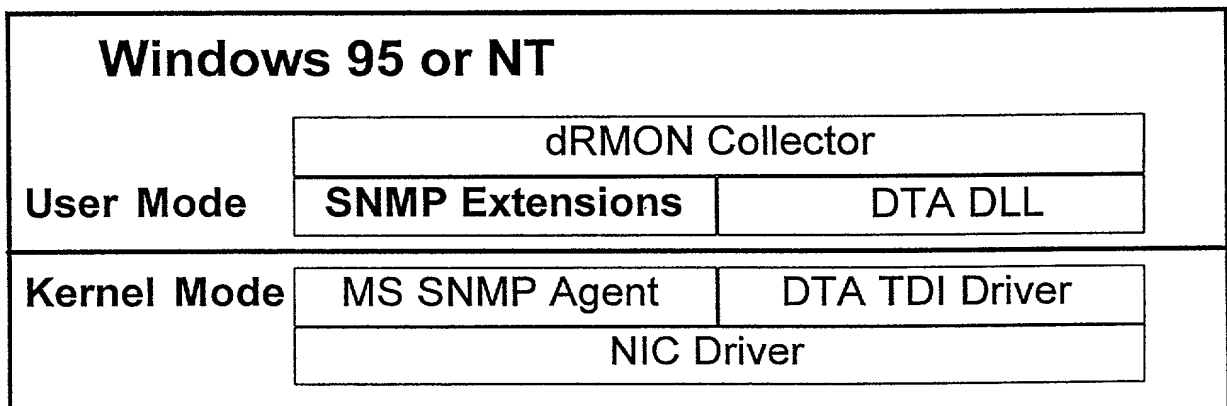 Windows 95 or NT
dRMON Collector
User Mode SNMP Extensions DTA DLL
Kernel Mode MS SNMP Agent DTA TDI Driver
NIC Driver